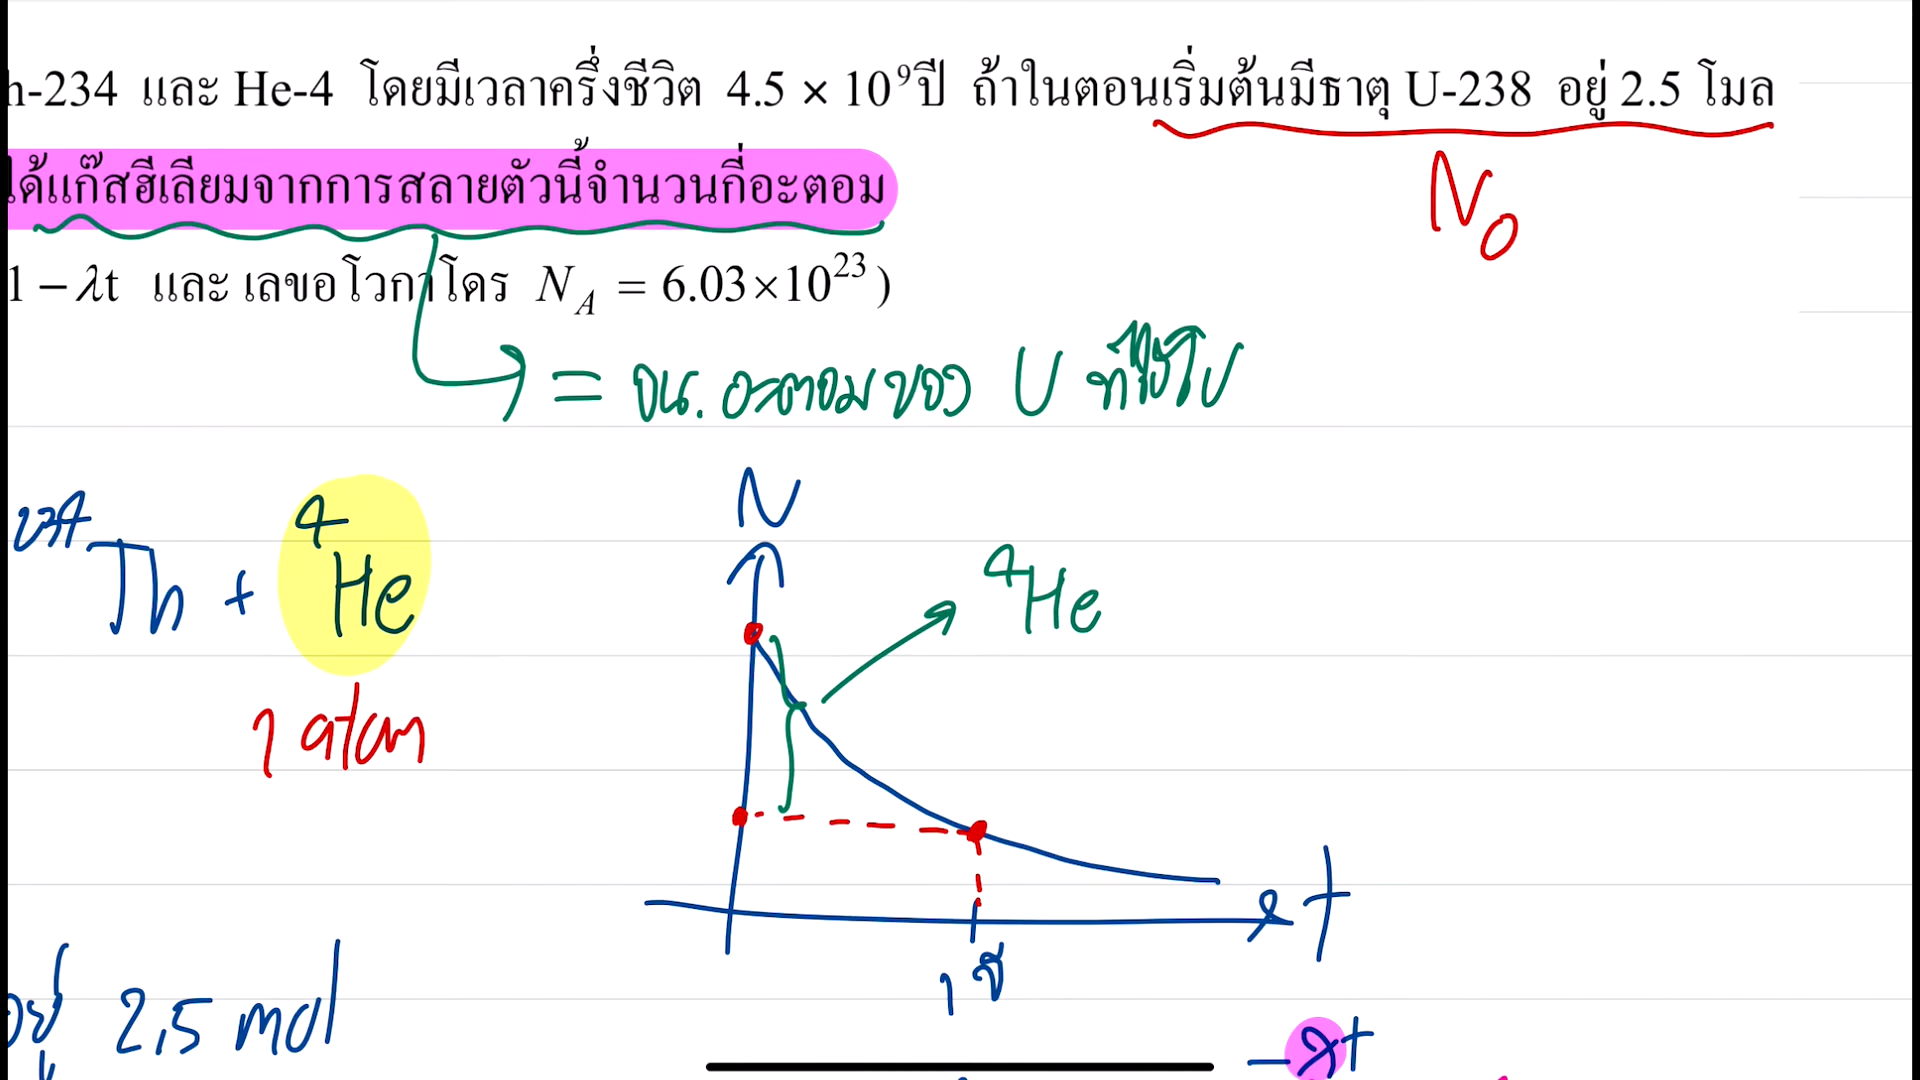 h-234 และ He-4 โดยมีเวลาครึ่งชีวิต 4.5 × 10⁹ปี ถ้าในตอนเริ่มต้นมีธาตุ U-238 อยู่ 2.5 โมล
ได้แก๊สฮีเลียมจากการสลายตัวนี้จำนวนกี่อะตอม
N₀
1 − λt และ เลขอโวกาโดร N_A = 6.03×10²³ )
= จน. อะตอมของ U ที่ใช้ไป
N
²³⁴Th + ⁴He
⁴He
1 atom
t
1 ปี
อยู่ 2.5 mol
−λt